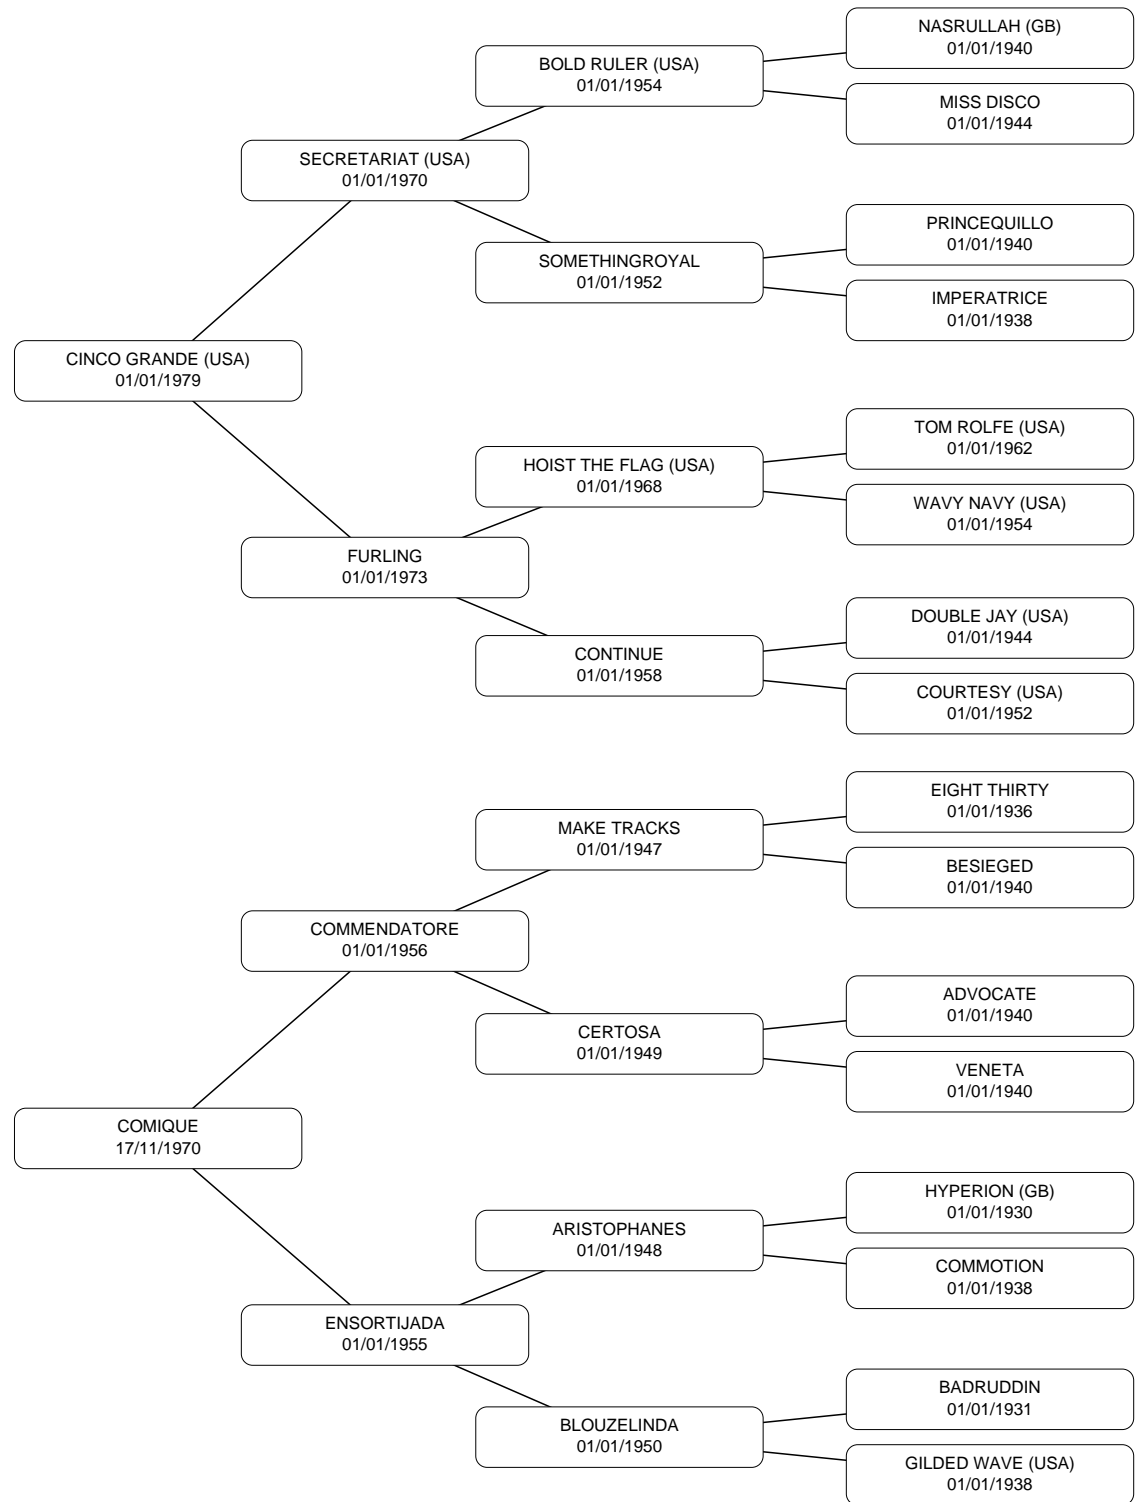 NASRULLAH (GB)
01/01/1940
BOLD RULER (USA)
01/01/1954
MISS DISCO
01/01/1944
SECRETARIAT (USA)
01/01/1970
PRINCEQUILLO
01/01/1940
SOMETHINGROYAL
01/01/1952
IMPERATRICE
01/01/1938
CINCO GRANDE (USA)
01/01/1979
TOM ROLFE (USA)
01/01/1962
HOIST THE FLAG (USA)
01/01/1968
WAVY NAVY (USA)
01/01/1954
FURLING
01/01/1973
DOUBLE JAY (USA)
01/01/1944
CONTINUE
01/01/1958
COURTESY (USA)
01/01/1952
EIGHT THIRTY
01/01/1936
MAKE TRACKS
01/01/1947
BESIEGED
01/01/1940
COMMENDATORE
01/01/1956
ADVOCATE
01/01/1940
CERTOSA
01/01/1949
VENETA
01/01/1940
COMIQUE
17/11/1970
HYPERION (GB)
01/01/1930
ARISTOPHANES
01/01/1948
COMMOTION
01/01/1938
ENSORTIJADA
01/01/1955
BADRUDDIN
01/01/1931
BLOUZELINDA
01/01/1950
GILDED WAVE (USA)
01/01/1938